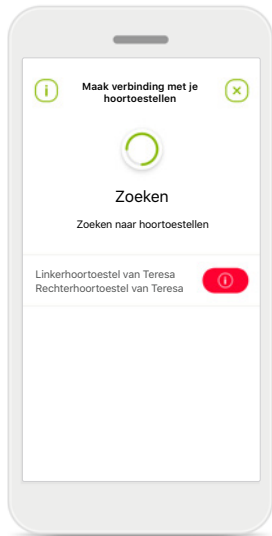 Maak verbinding met je
hoortoestellen
Zoeken
Zoeken naar hoortoestellen
Linkerhoortoestel van Teresa
Rechterhoortoestel van Teresa